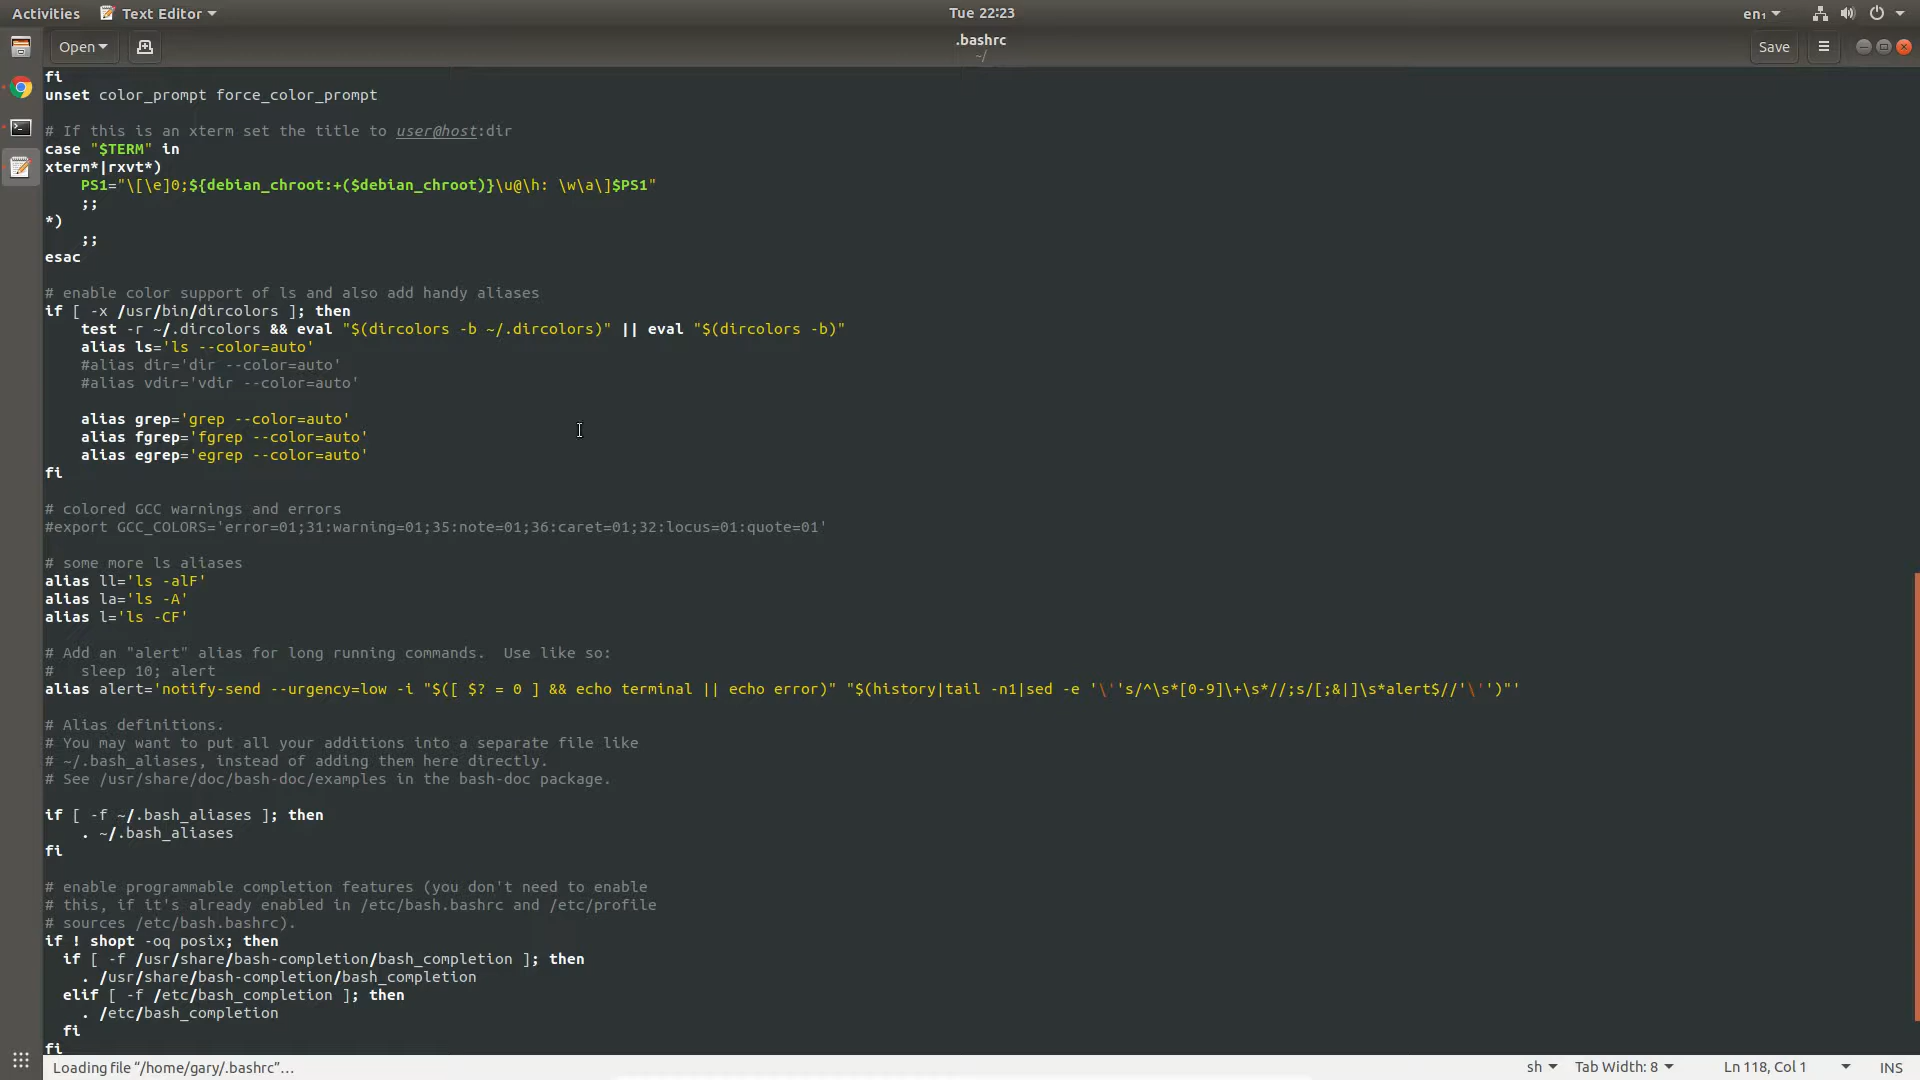 Activities Text Editor Tue 22:23 en₁
Open .bashrc Save
~/
fi
unset color_prompt force_color_prompt
# If this is an xterm set the title to user@host:dir
case "$TERM" in
xterm*|rxvt*)
    PS1="\[\e]0;${debian_chroot:+($debian_chroot)}\u@\h: \w\a\]$PS1"
    ;;
*)
    ;;
esac
# enable color support of ls and also add handy aliases
if [ -x /usr/bin/dircolors ]; then
    test -r ~/.dircolors && eval "$(dircolors -b ~/.dircolors)" || eval "$(dircolors -b)"
    alias ls='ls --color=auto'
    #alias dir='dir --color=auto'
    #alias vdir='vdir --color=auto'
    alias grep='grep --color=auto'
    alias fgrep='fgrep --color=auto'
    alias egrep='egrep --color=auto'
fi
# colored GCC warnings and errors
#export GCC_COLORS='error=01;31:warning=01;35:note=01;36:caret=01;32:locus=01:quote=01'
# some more ls aliases
alias ll='ls -alF'
alias la='ls -A'
alias l='ls -CF'
# Add an "alert" alias for long running commands.  Use like so:
#   sleep 10; alert
alias alert='notify-send --urgency=low -i "$([ $? = 0 ] && echo terminal || echo error)" "$(history|tail -n1|sed -e '\''s/^\s*[0-9]\+\s*//;s/[;&|]\s*alert$//'\'')"'
# Alias definitions.
# You may want to put all your additions into a separate file like
# ~/.bash_aliases, instead of adding them here directly.
# See /usr/share/doc/bash-doc/examples in the bash-doc package.
if [ -f ~/.bash_aliases ]; then
    . ~/.bash_aliases
fi
# enable programmable completion features (you don't need to enable
# this, if it's already enabled in /etc/bash.bashrc and /etc/profile
# sources /etc/bash.bashrc).
if ! shopt -oq posix; then
  if [ -f /usr/share/bash-completion/bash_completion ]; then
    . /usr/share/bash-completion/bash_completion
  elif [ -f /etc/bash_completion ]; then
    . /etc/bash_completion
  fi
fi
Loading file “/home/gary/.bashrc”… sh Tab Width: 8 Ln 118, Col 1 INS